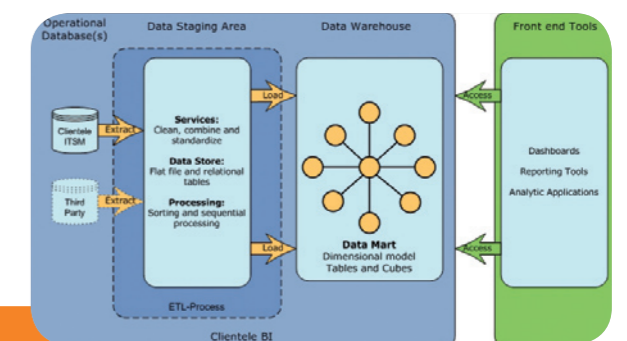 Operational
Database(s)
Data Staging Area
Data Warehouse
Front end Tools
Clientele
ITSM
Extract
Third
Party
Extract
Services:
Clean, combine and
standardize
Data Store:
Flat file and relational
tables
Processing:
Sorting and sequential
processing
ETL-Process
Load
Load
Data Mart
Dimensional model
Tables and Cubes
Access
Access
Dashboards
Reporting Tools
Analytic Applications
Clientele BI